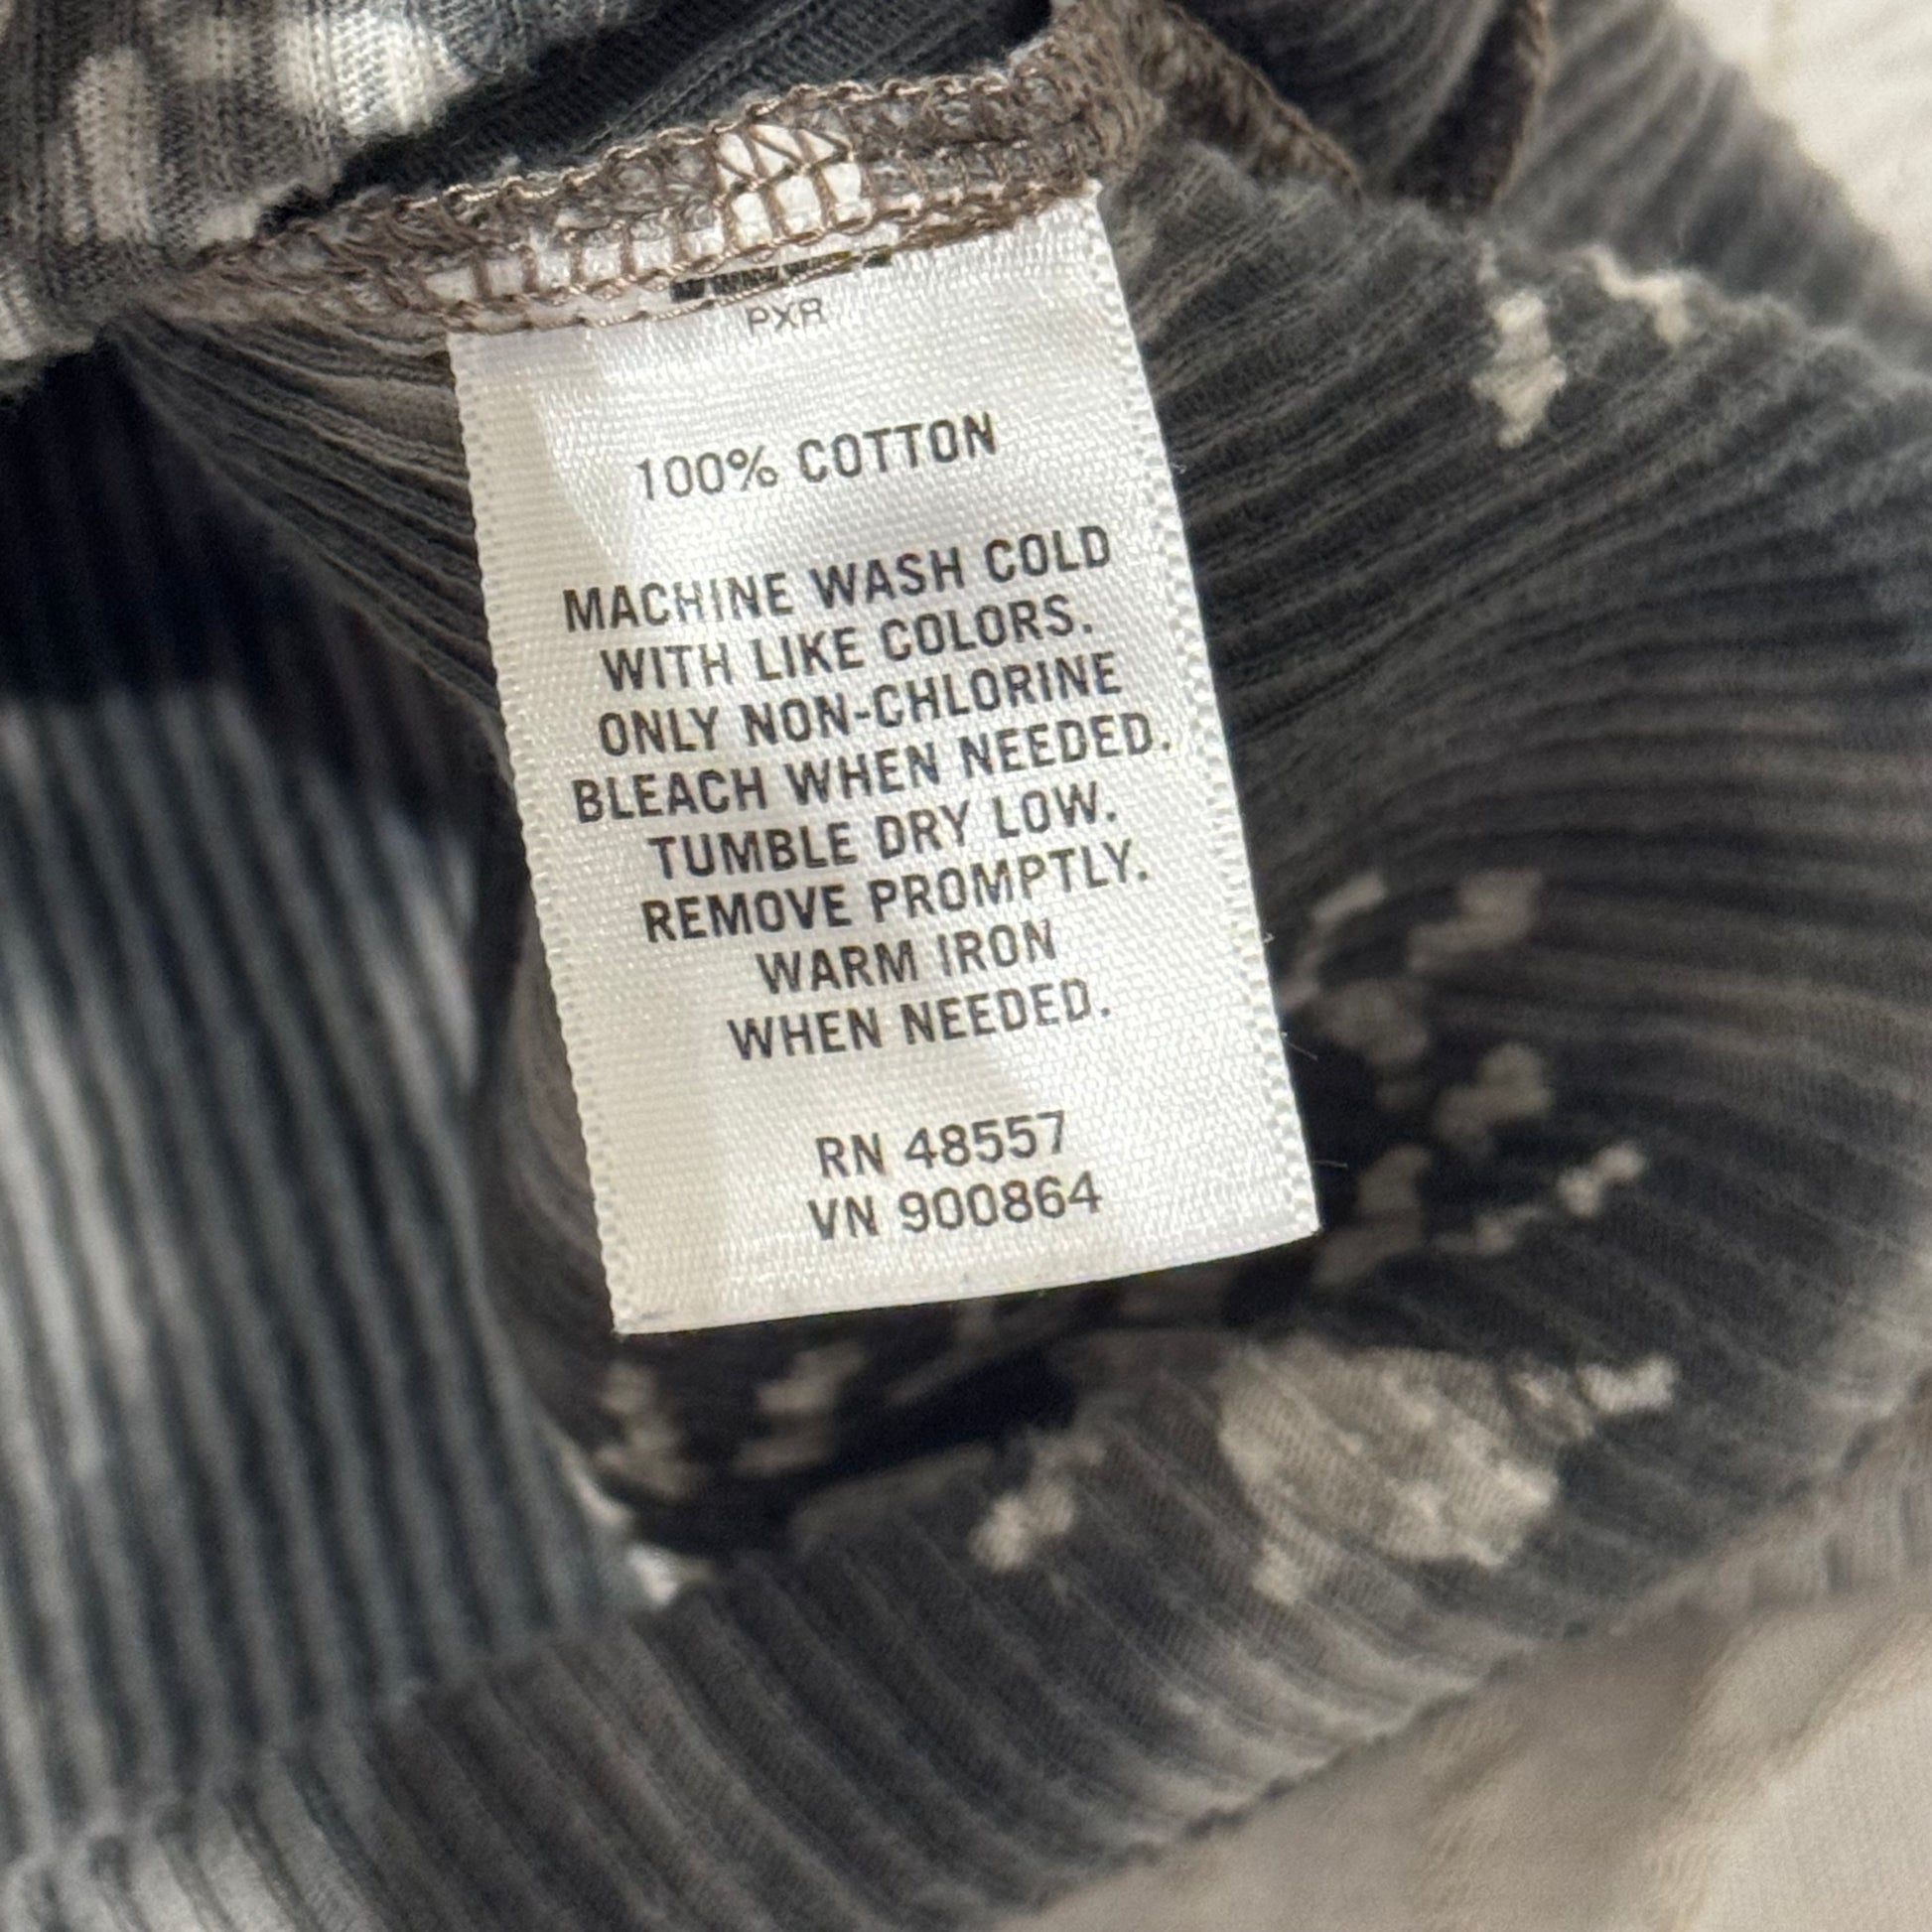 PXR
100% COTTON
MACHINE WASH COLD
WITH LIKE COLORS.
ONLY NON-CHLORINE
BLEACH WHEN NEEDED.
TUMBLE DRY LOW.
REMOVE PROMPTLY.
WARM IRON
WHEN NEEDED.
RN 48557
VN 900864